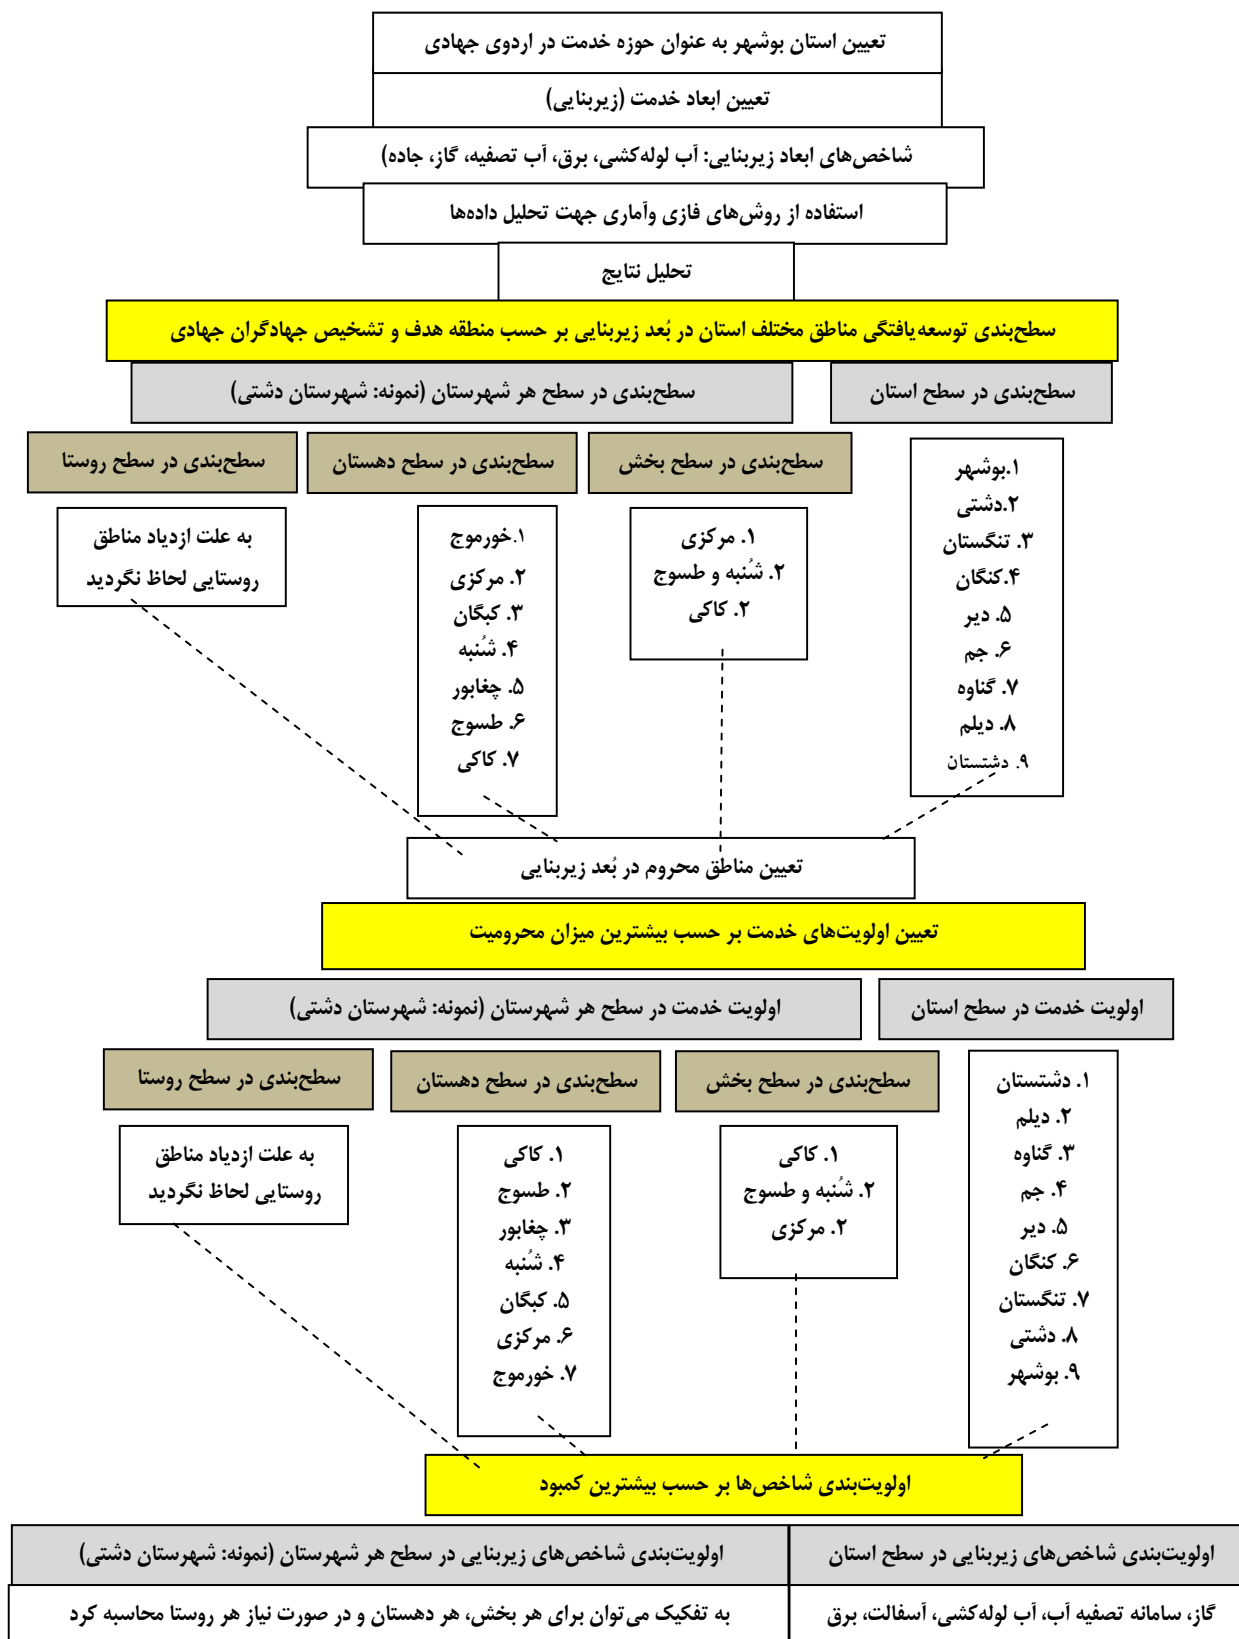 تعیین استان بوشهر به عنوان حوزه خدمت در اردوی جهادی
تعیین ابعاد خدمت (زیربنایی)
شاخص‌های ابعاد زیربنایی: آب لوله‌کشی، برق، آب تصفیه، گاز، جاده)
استفاده از روش‌های فازی وآماری جهت تحلیل داده‌ها
تحلیل نتایج
سطح‌بندی توسعه‌یافتگی مناطق مختلف استان در بُعد زیربنایی بر حسب منطقه هدف و تشخیص جهادگران جهادی
سطح‌بندی در سطح استان
سطح‌بندی در سطح هر شهرستان (نمونه: شهرستان دشتی)
۱.بوشهر
۲.دشتی
۳. تنگستان
۴.کنگان
۵. دیر
۶. جم
۷. گناوه
۸. دیلم
۹. دشتستان
سطح‌بندی در سطح بخش
۱. مرکزی
۲. شُنبه و طسوج
۲. کاکی
سطح‌بندی در سطح دهستان
۱.خورموج
۲. مرکزی
۳. کبگان
۴. شُنبه
۵. چغابور
۶. طسوج
۷. کاکی
سطح‌بندی در سطح روستا
به علت ازدیاد مناطق
روستایی لحاظ نگردید
تعیین مناطق محروم در بُعد زیربنایی
تعیین اولویت‌های خدمت بر حسب بیشترین میزان محرومیت
اولویت خدمت در سطح استان
اولویت خدمت در سطح هر شهرستان (نمونه: شهرستان دشتی)
۱. دشتستان
۲. دیلم
۳. گناوه
۴. جم
۵. دیر
۶. کنگان
۷. تنگستان
۸. دشتی
۹. بوشهر
سطح‌بندی در سطح بخش
۱. کاکی
۲. شُنبه و طسوج
۲. مرکزی
سطح‌بندی در سطح دهستان
۱. کاکی
۲. طسوج
۳. چغابور
۴. شُنبه
۵. کبگان
۶. مرکزی
۷. خورموج
سطح‌بندی در سطح روستا
به علت ازدیاد مناطق
روستایی لحاظ نگردید
اولویت‌بندی شاخص‌ها بر حسب بیشترین کمبود
اولویت‌بندی شاخص‌های زیربنایی در سطح استان
اولویت‌بندی شاخص‌های زیربنایی در سطح هر شهرستان (نمونه: شهرستان دشتی)
گاز، سامانه تصفیه آب، آب لوله‌کشی، آسفالت، برق
به تفکیک می‌توان برای هر بخش، هر دهستان و در صورت نیاز هر روستا محاسبه کرد